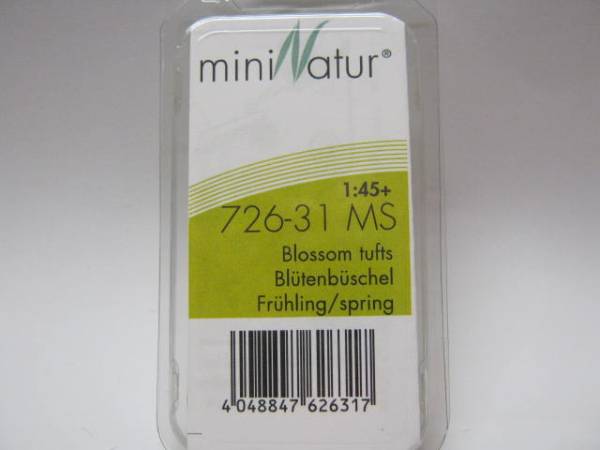 miniNatur®
1:45+
726-31 MS
Blossom tufts
Blütenbüschel
Frühling/spring
4 048847 626317